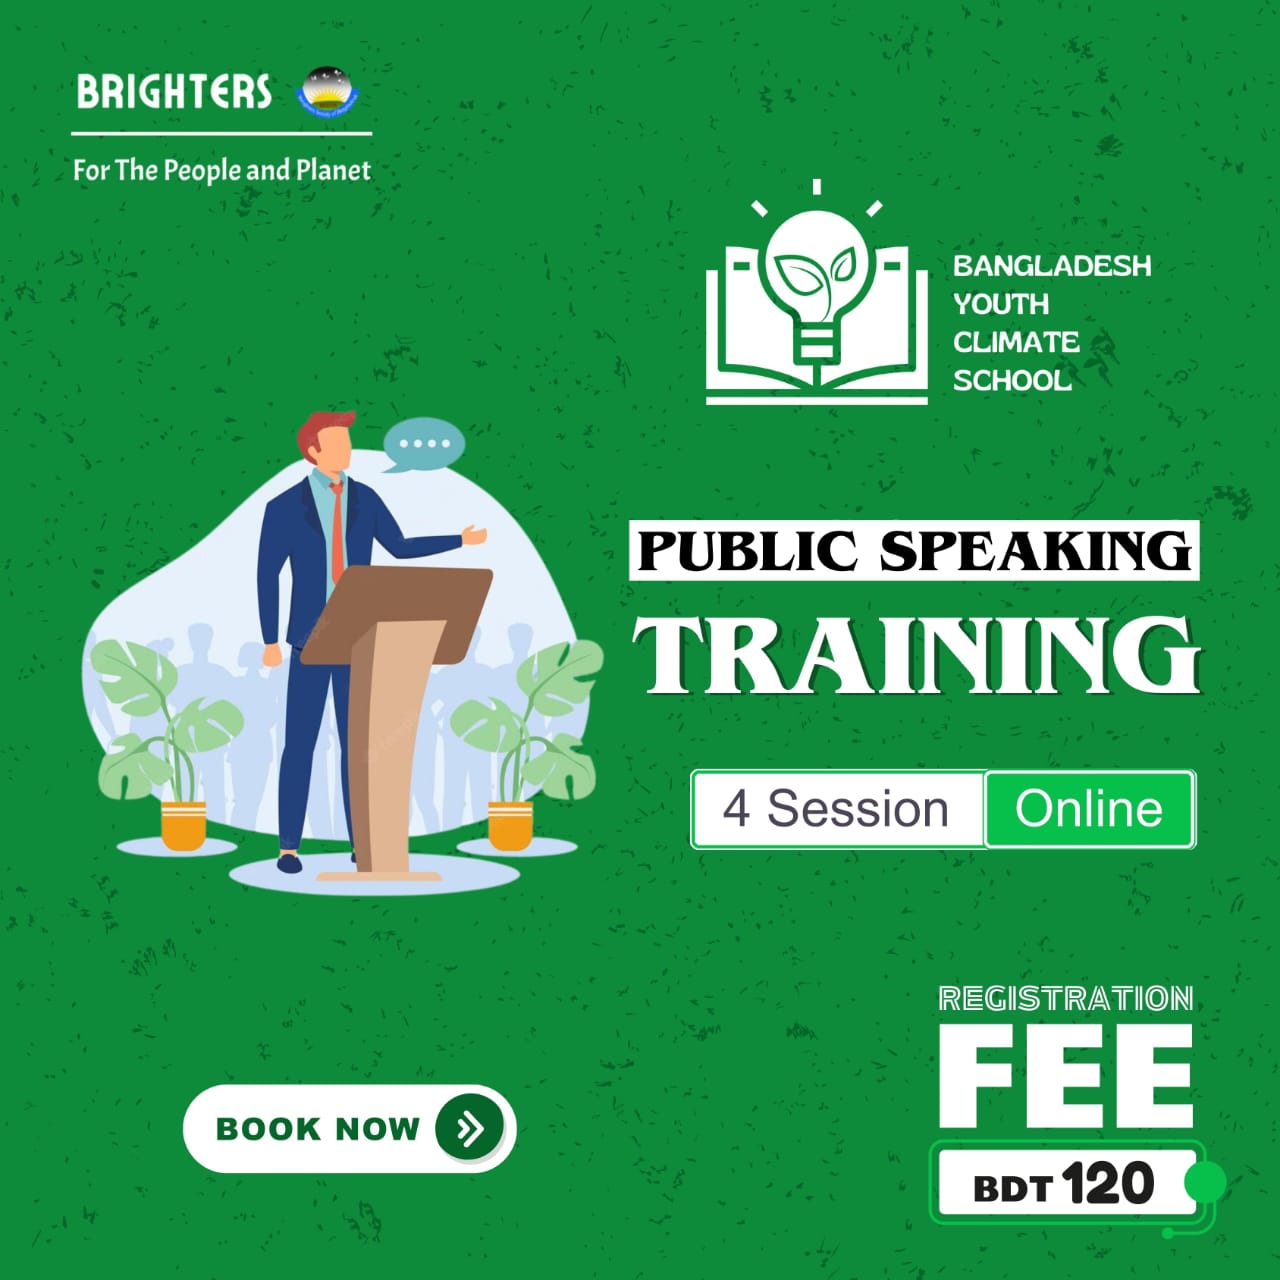 BRIGHTERS
For The People and Planet
BANGLADESH
YOUTH
CLIMATE
SCHOOL
PUBLIC SPEAKING
TRAINING
4 Session Online
REGISTRATION
FEE
BDT 120
BOOK NOW